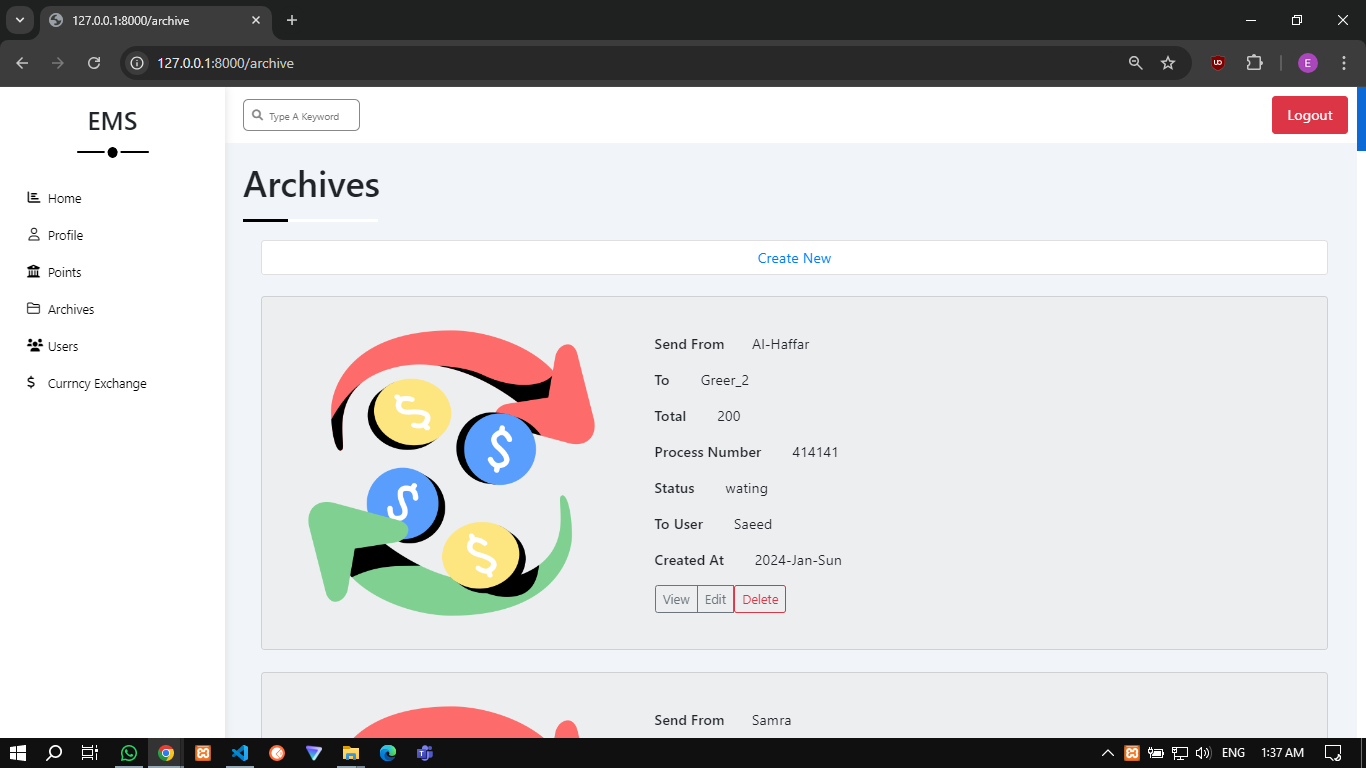 127.0.0.1:8000/archive
127.0.0.1:8000/archive
E
EMS
Type A Keyword
Logout
Home
Profile
Points
Archives
Users
Currncy Exchange
Archives
Create New
Send From Al-Haffar
To Greer_2
Total 200
Process Number 414141
Status wating
To User Saeed
Created At 2024-Jan-Sun
View Edit Delete
Send From Samra
ENG 1:37 AM